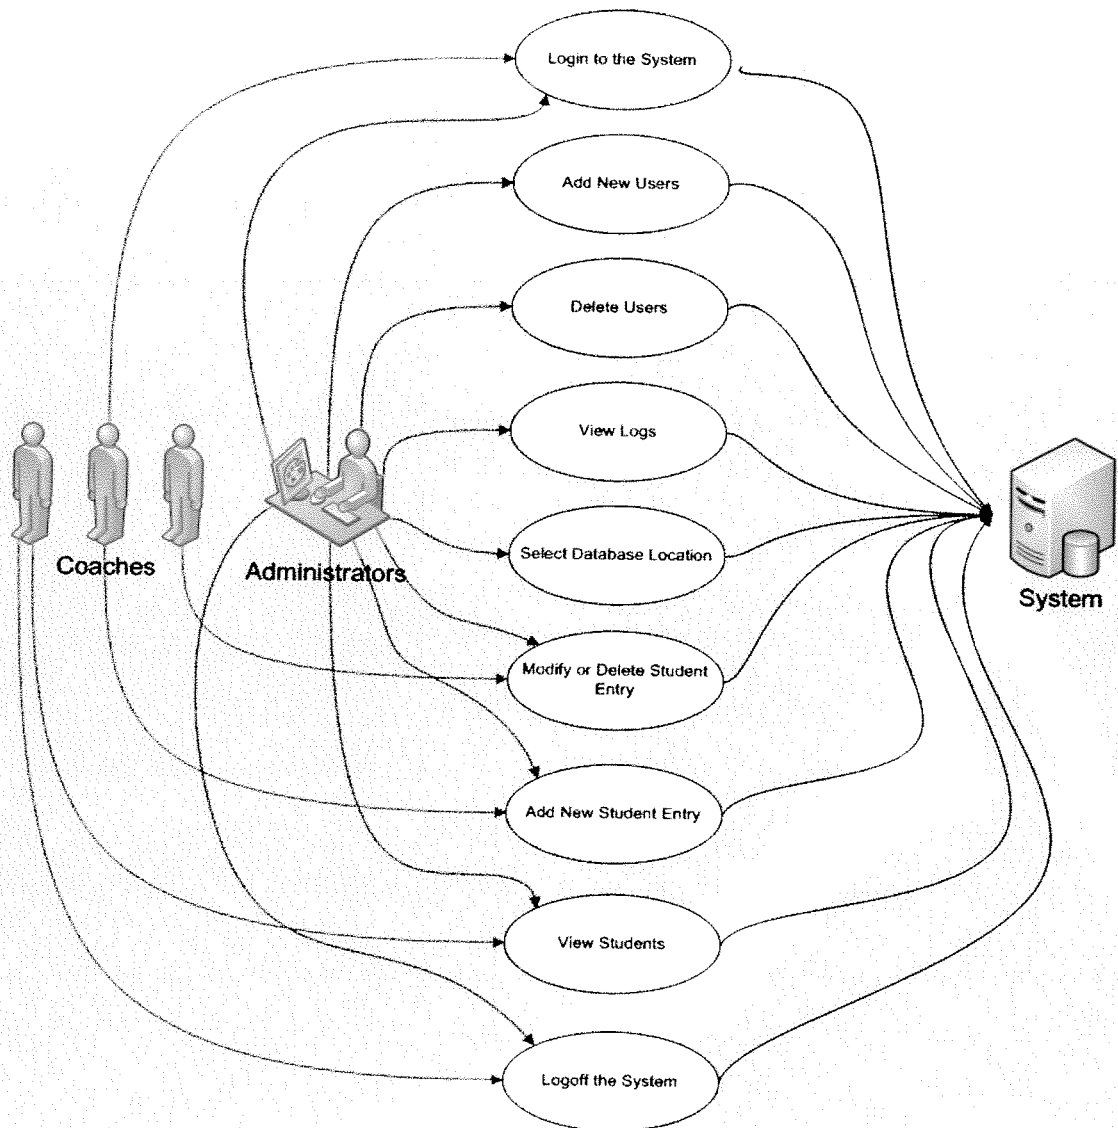 Login to the System
Add New Users
Delete Users
View Logs
Select Database Location
Coaches
Administrators
System
Modify or Delete Student
Entry
Add New Student Entry
View Students
Logoff the System